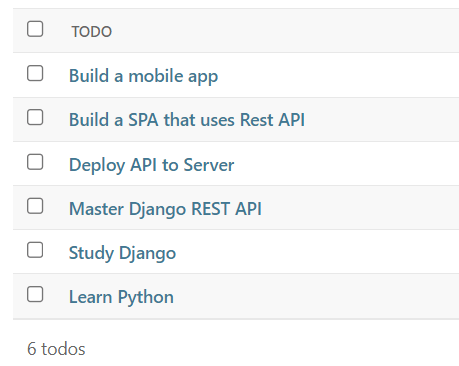 TODO
Build a mobile app
Build a SPA that uses Rest API
Deploy API to Server
Master Django REST API
Study Django
Learn Python
6 todos